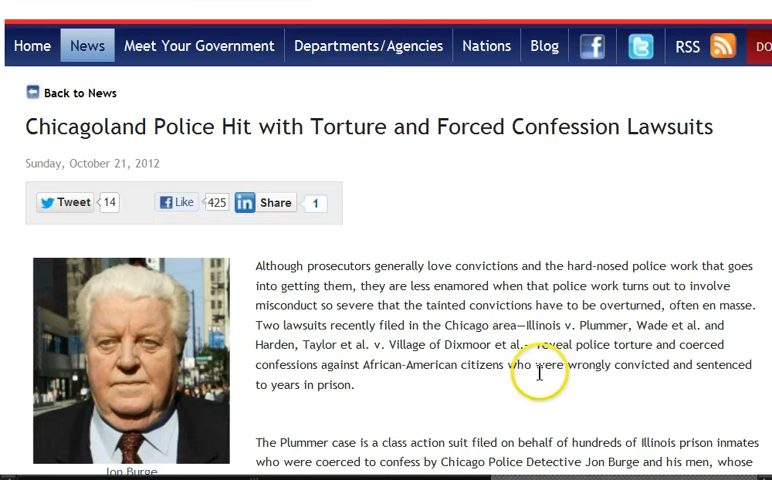 Home News Meet Your Government Departments/Agencies Nations Blog f RSS DO
Back to News
Chicagoland Police Hit with Torture and Forced Confession Lawsuits
Sunday, October 21, 2012
Tweet 14 Like 425 in Share 1
Although prosecutors generally love convictions and the hard-nosed police work that goes
into getting them, they are less enamored when that police work turns out to involve
misconduct so severe that the tainted convictions have to be overturned, often en masse.
Two lawsuits recently filed in the Chicago area—Illinois v. Plummer, Wade et al. and
Harden, Taylor et al. v. Village of Dixmoor et al.— reveal police torture and coerced
confessions against African-American citizens who were wrongly convicted and sentenced
to years in prison.
The Plummer case is a class action suit filed on behalf of hundreds of Illinois prison inmates
who were coerced to confess by Chicago Police Detective Jon Burge and his men, whose
Jon Burge